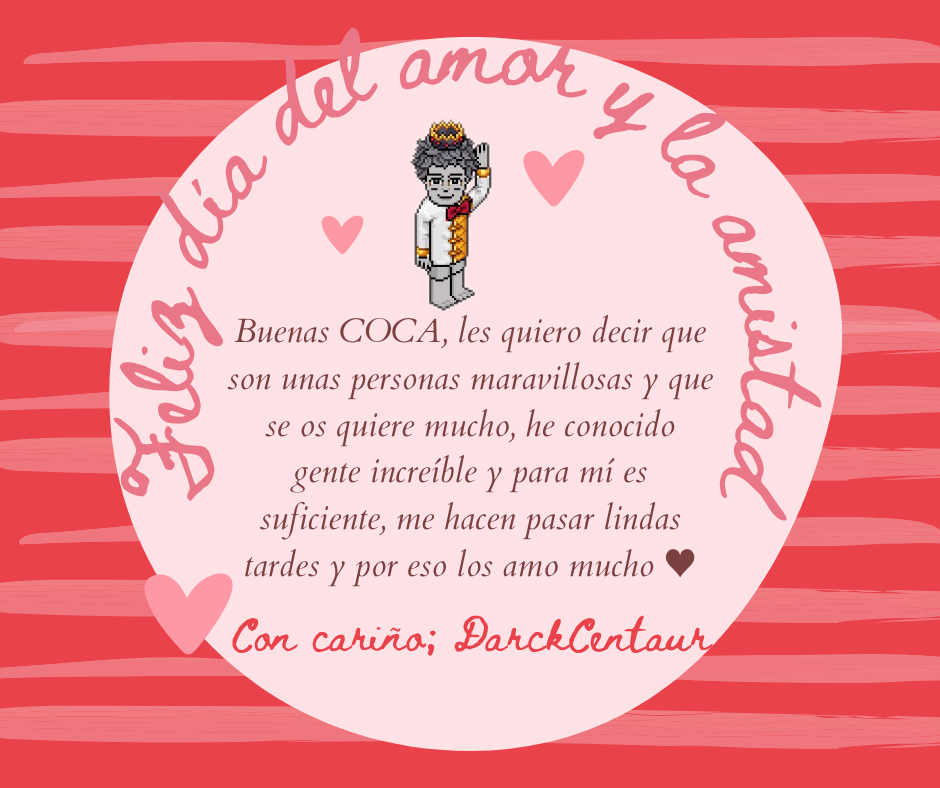 Feliz día del amor y la amistad
Buenas COCA, les quiero decir que
son unas personas maravillosas y que
se os quiere mucho, he conocido
gente increíble y para mí es
suficiente, me hacen pasar lindas
tardes y por eso los amo mucho ♥
Con cariño; DarckCentaur